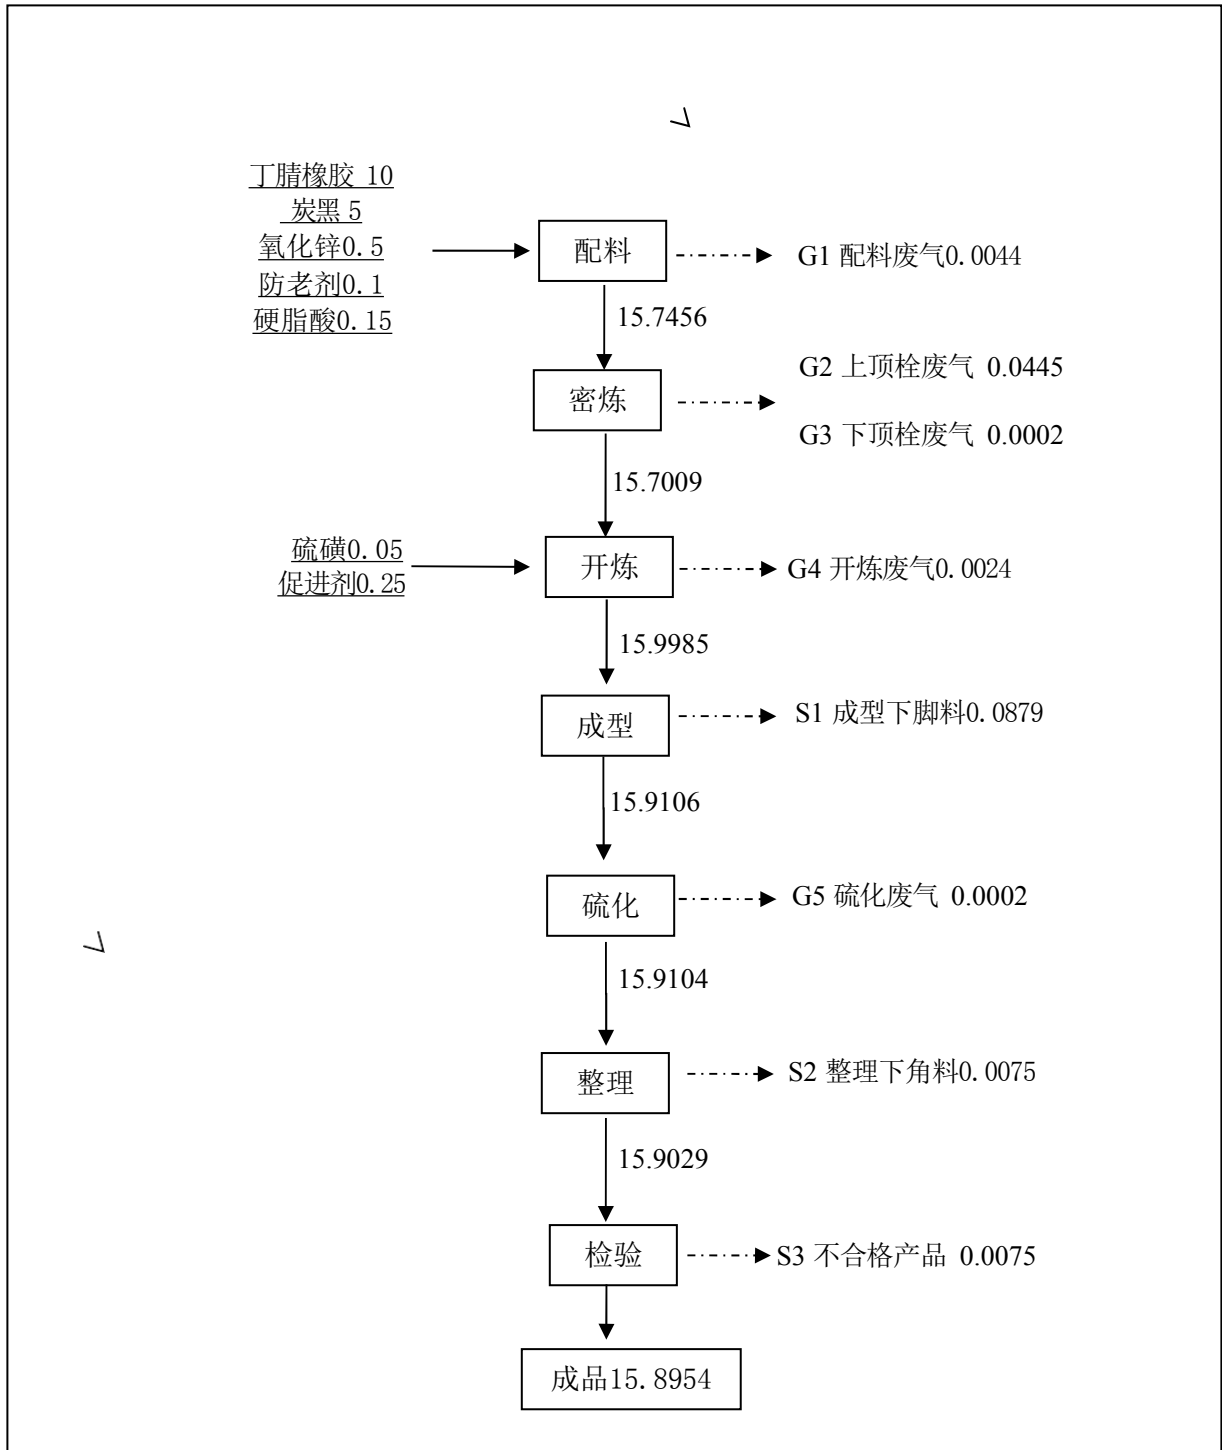 丁腈橡胶 10
炭黑 5
氧化锌0.5
防老剂0.1
硬脂酸0.15
配料
G1 配料废气0.0044
15.7456
G2 上顶栓废气 0.0445
密炼
G3 下顶栓废气 0.0002
15.7009
硫磺0.05
促进剂0.25
开炼
G4 开炼废气0.0024
15.9985
成型
S1 成型下脚料0.0879
15.9106
硫化
G5 硫化废气 0.0002
15.9104
整理
S2 整理下角料0.0075
15.9029
检验
S3 不合格产品 0.0075
成品15.8954